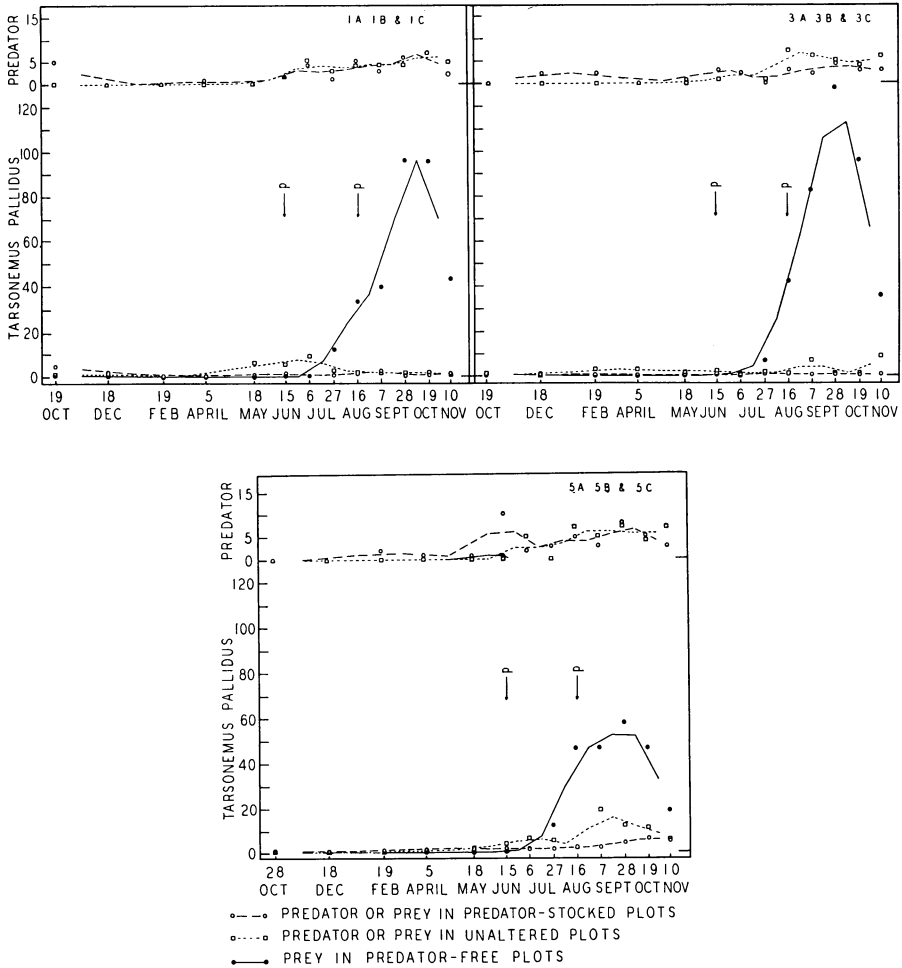 1A 1B & 1C
PREDATOR
15
5
0
TARSONEMUS PALLIDUS
120
100
80
60
40
20
0
P
P
19 18 19 5 18 15 6 27 16 7 28 19 10
OCT DEC FEB APRIL MAY JUN JUL AUG SEPT OCT NOV
3A 3B & 3C
P
P
19 18 19 5 18 15 6 27 16 7 28 19 10
OCT DEC FEB APRIL MAY JUN JUL AUG SEPT OCT NOV
5A 5B & 5C
PREDATOR
15
5
0
TARSONEMUS PALLIDUS
120
100
80
60
40
20
0
P
P
28 18 19 5 18 15 6 27 16 7 28 19 10
OCT DEC FEB APRIL MAY JUN JUL AUG SEPT OCT NOV
PREDATOR OR PREY IN PREDATOR-STOCKED PLOTS
PREDATOR OR PREY IN UNALTERED PLOTS
PREY IN PREDATOR-FREE PLOTS